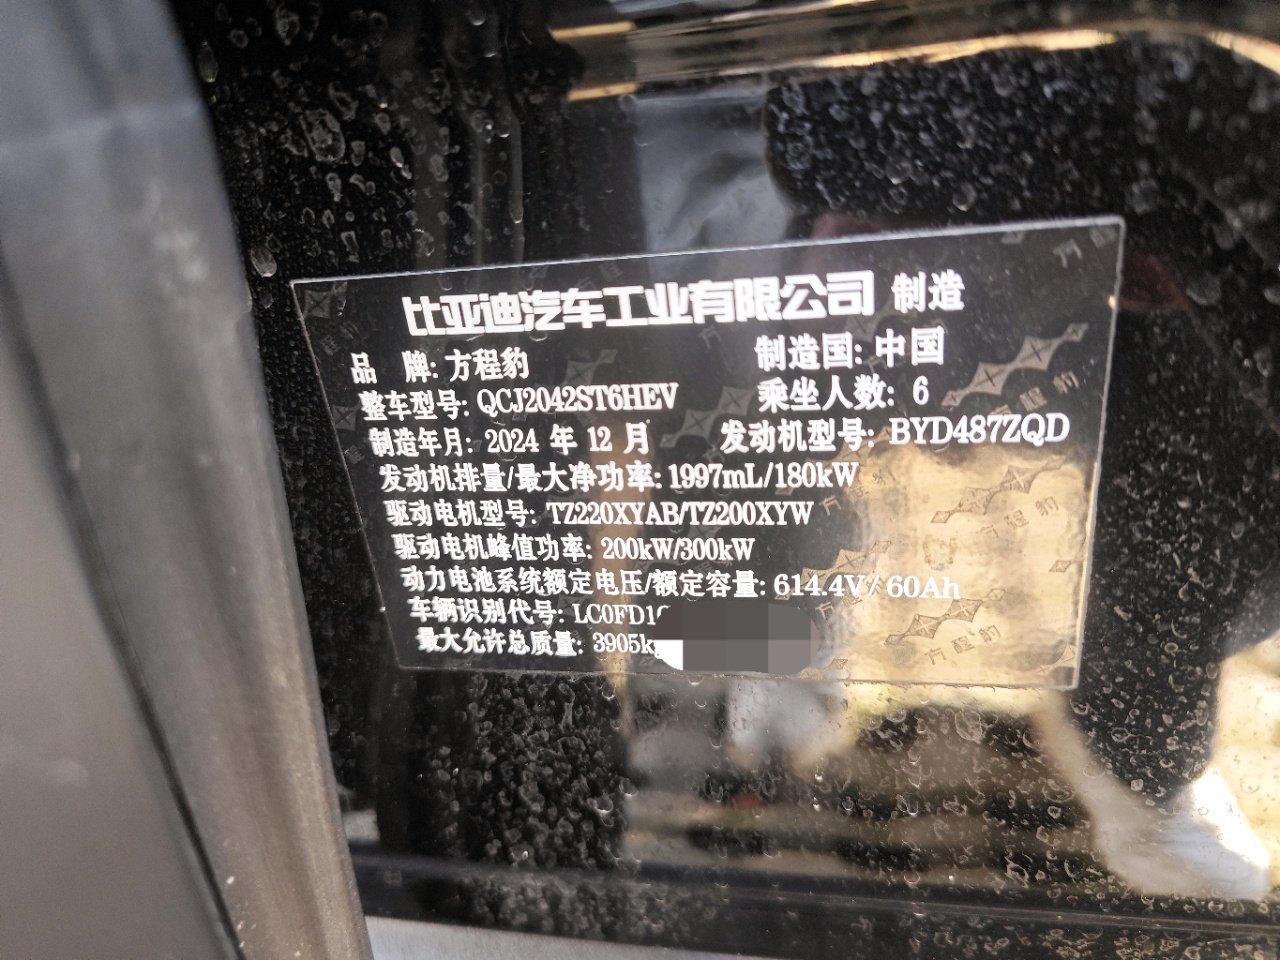 比亚迪汽车工业有限公司 制造
品 牌: 方程豹 制造国: 中国
整车型号: QCJ2042ST6HEV 乘坐人数: 6
制造年月: 2024 年 12 月 发动机型号: BYD487ZQD
发动机排量/最大净功率: 1997mL/180kW
驱动电机型号: TZ220XYAB/TZ200XYW
驱动电机峰值功率: 200kW/300kW
动力电池系统额定电压/额定容量: 614.4V / 60Ah
车辆识别代号: LC0FD1
最大允许总质量: 3905kg